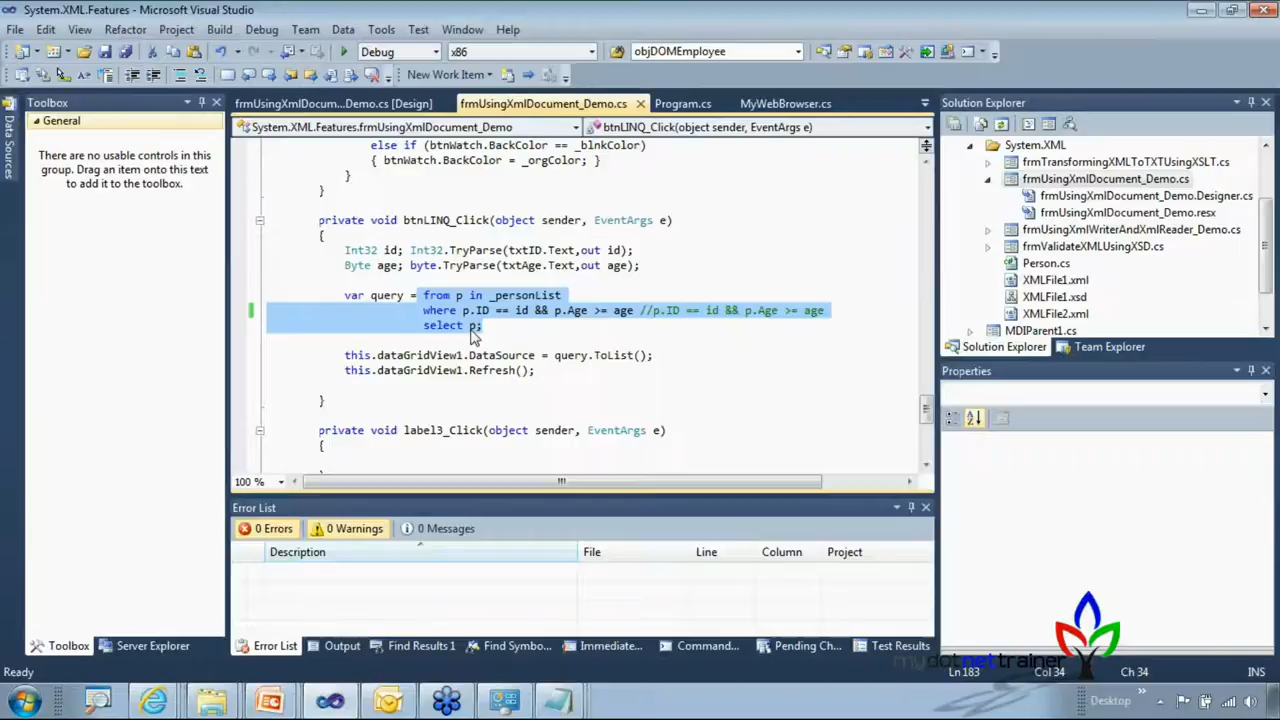 System.XML.Features - Microsoft Visual Studio
File Edit View Refactor Project Build Debug Team Data Tools Test Window Help
Debug x86 objDOMEmployee
New Work Item
Toolbox
General
There are no usable controls in this
group. Drag an item onto this text
to add it to the toolbox.
Data Sources
frmUsingXmlDocum...Demo.cs [Design] frmUsingXmlDocument_Demo.cs Program.cs MyWebBrowser.cs
System.XML.Features.frmUsingXmlDocument_Demo btnLINQ_Click(object sender, EventArgs e)
else if (btnWatch.BackColor == _blnkColor)
{ btnWatch.BackColor = _orgColor; }
}
}
private void btnLINQ_Click(object sender, EventArgs e)
{
Int32 id; Int32.TryParse(txtID.Text,out id);
Byte age; byte.TryParse(txtAge.Text,out age);
var query = from p in _personList
where p.ID == id && p.Age >= age //p.ID == id && p.Age >= age
select p;
this.dataGridView1.DataSource = query.ToList();
this.dataGridView1.Refresh();
}
private void label3_Click(object sender, EventArgs e)
{
100 %
Error List
0 Errors 0 Warnings 0 Messages
Description File Line Column Project
Solution Explorer
System.XML
frmTransformingXMLToTXTUsingXSLT.cs
frmUsingXmlDocument_Demo.cs
frmUsingXmlDocument_Demo.Designer.cs
frmUsingXmlDocument_Demo.resx
frmUsingXmlWriterAndXmlReader_Demo.cs
frmValidateXMLUsingXSD.cs
Person.cs
XMLFile1.xml
XMLFile1.xsd
XMLFile2.xml
MDIParent1.cs
Solution Explorer Team Explorer
Properties
Toolbox Server Explorer
Error List Output Find Results 1 Find Symbo... Immediate... Comman... Pending Ch... Test Results
mydotnettrainer
Ready Ln 183 Col 34 Ch 34 INS
Desktop